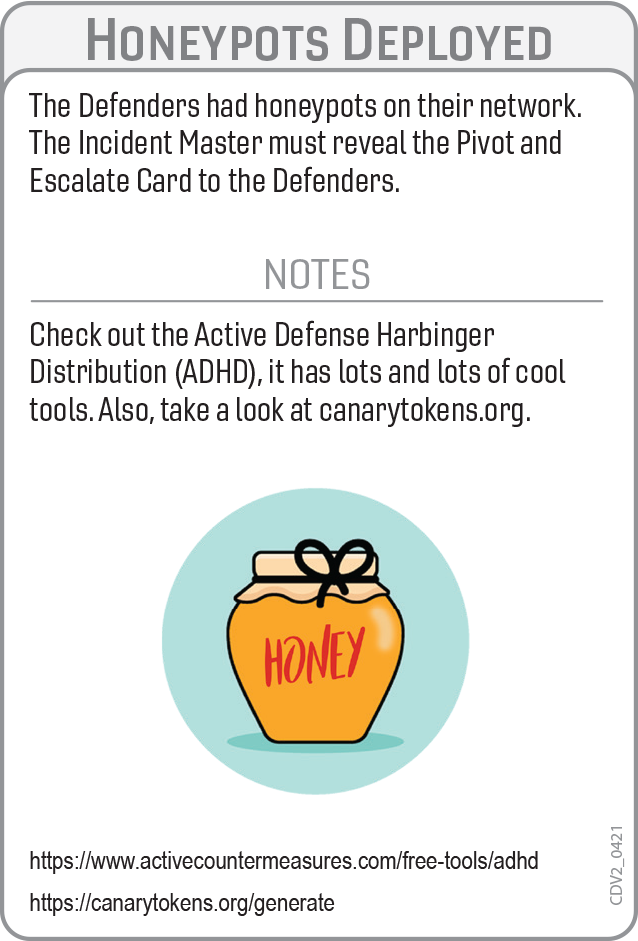 HONEYPOTS DEPLOYED
The Defenders had honeypots on their network.
The Incident Master must reveal the Pivot and
Escalate Card to the Defenders.
NOTES
Check out the Active Defense Harbinger
Distribution (ADHD), it has lots and lots of cool
tools. Also, take a look at canarytokens.org.
HONEY
https://www.activecountermeasures.com/free-tools/adhd
https://canarytokens.org/generate
CDV2_0421